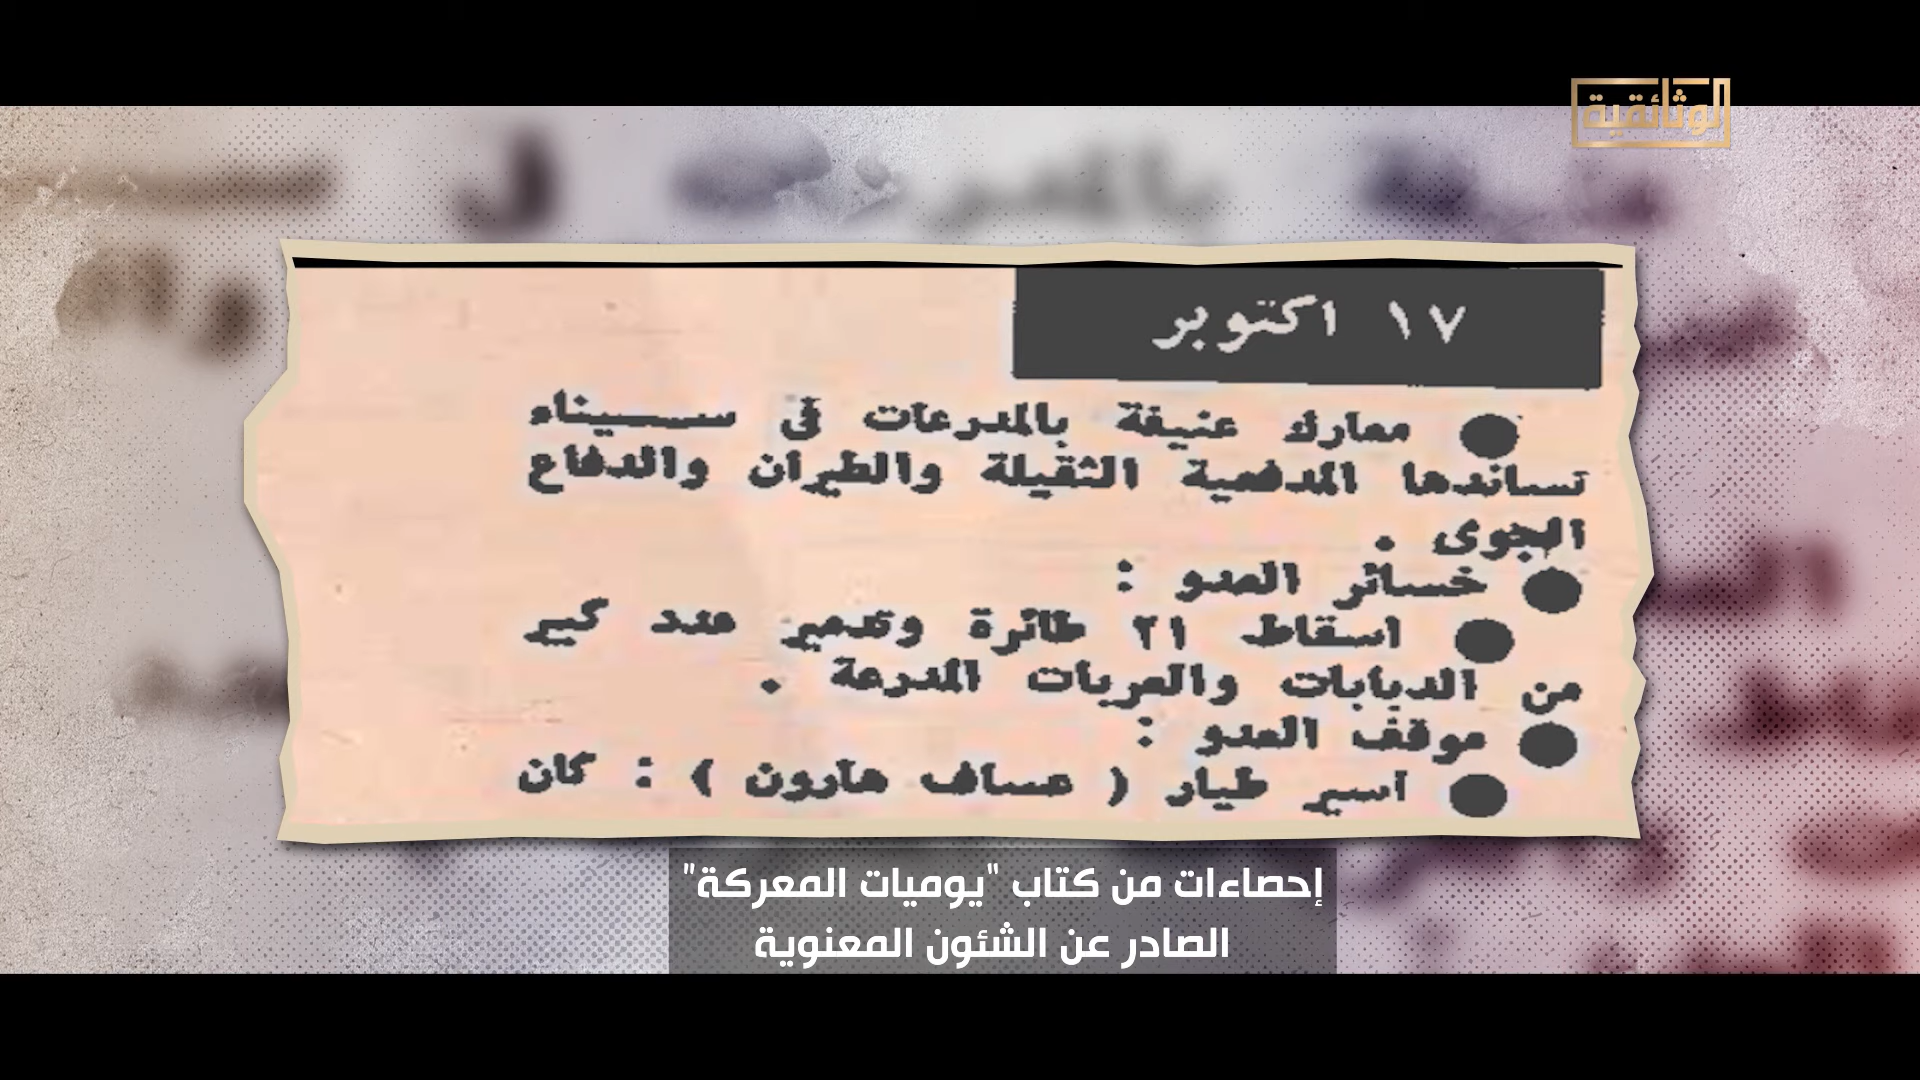 الوثائقية
١٧ اكتوبر
● معارك عنيفة بالمدرعات فى سيناء
تساندها المدفعية الثقيلة والطيران والدفاع
الجوى .
● خسائر العدو :
● اسقاط ٢١ طائرة وتدمير عدد كبير
من الدبابات والعربات المدرعة .
● موقف العدو :
● اسير طيار ( عساف هارون ) : كان
إحصاءات من كتاب "يوميات المعركة"
الصادر عن الشئون المعنوية